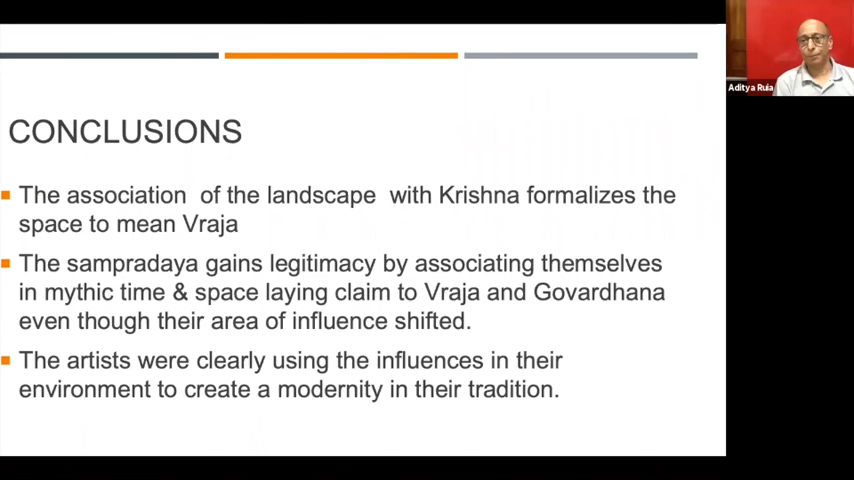 CONCLUSIONS
The association of the landscape with Krishna formalizes the
space to mean Vraja
The sampradaya gains legitimacy by associating themselves
in mythic time & space laying claim to Vraja and Govardhana
even though their area of influence shifted.
The artists were clearly using the influences in their
environment to create a modernity in their tradition.
Aditya Ruia